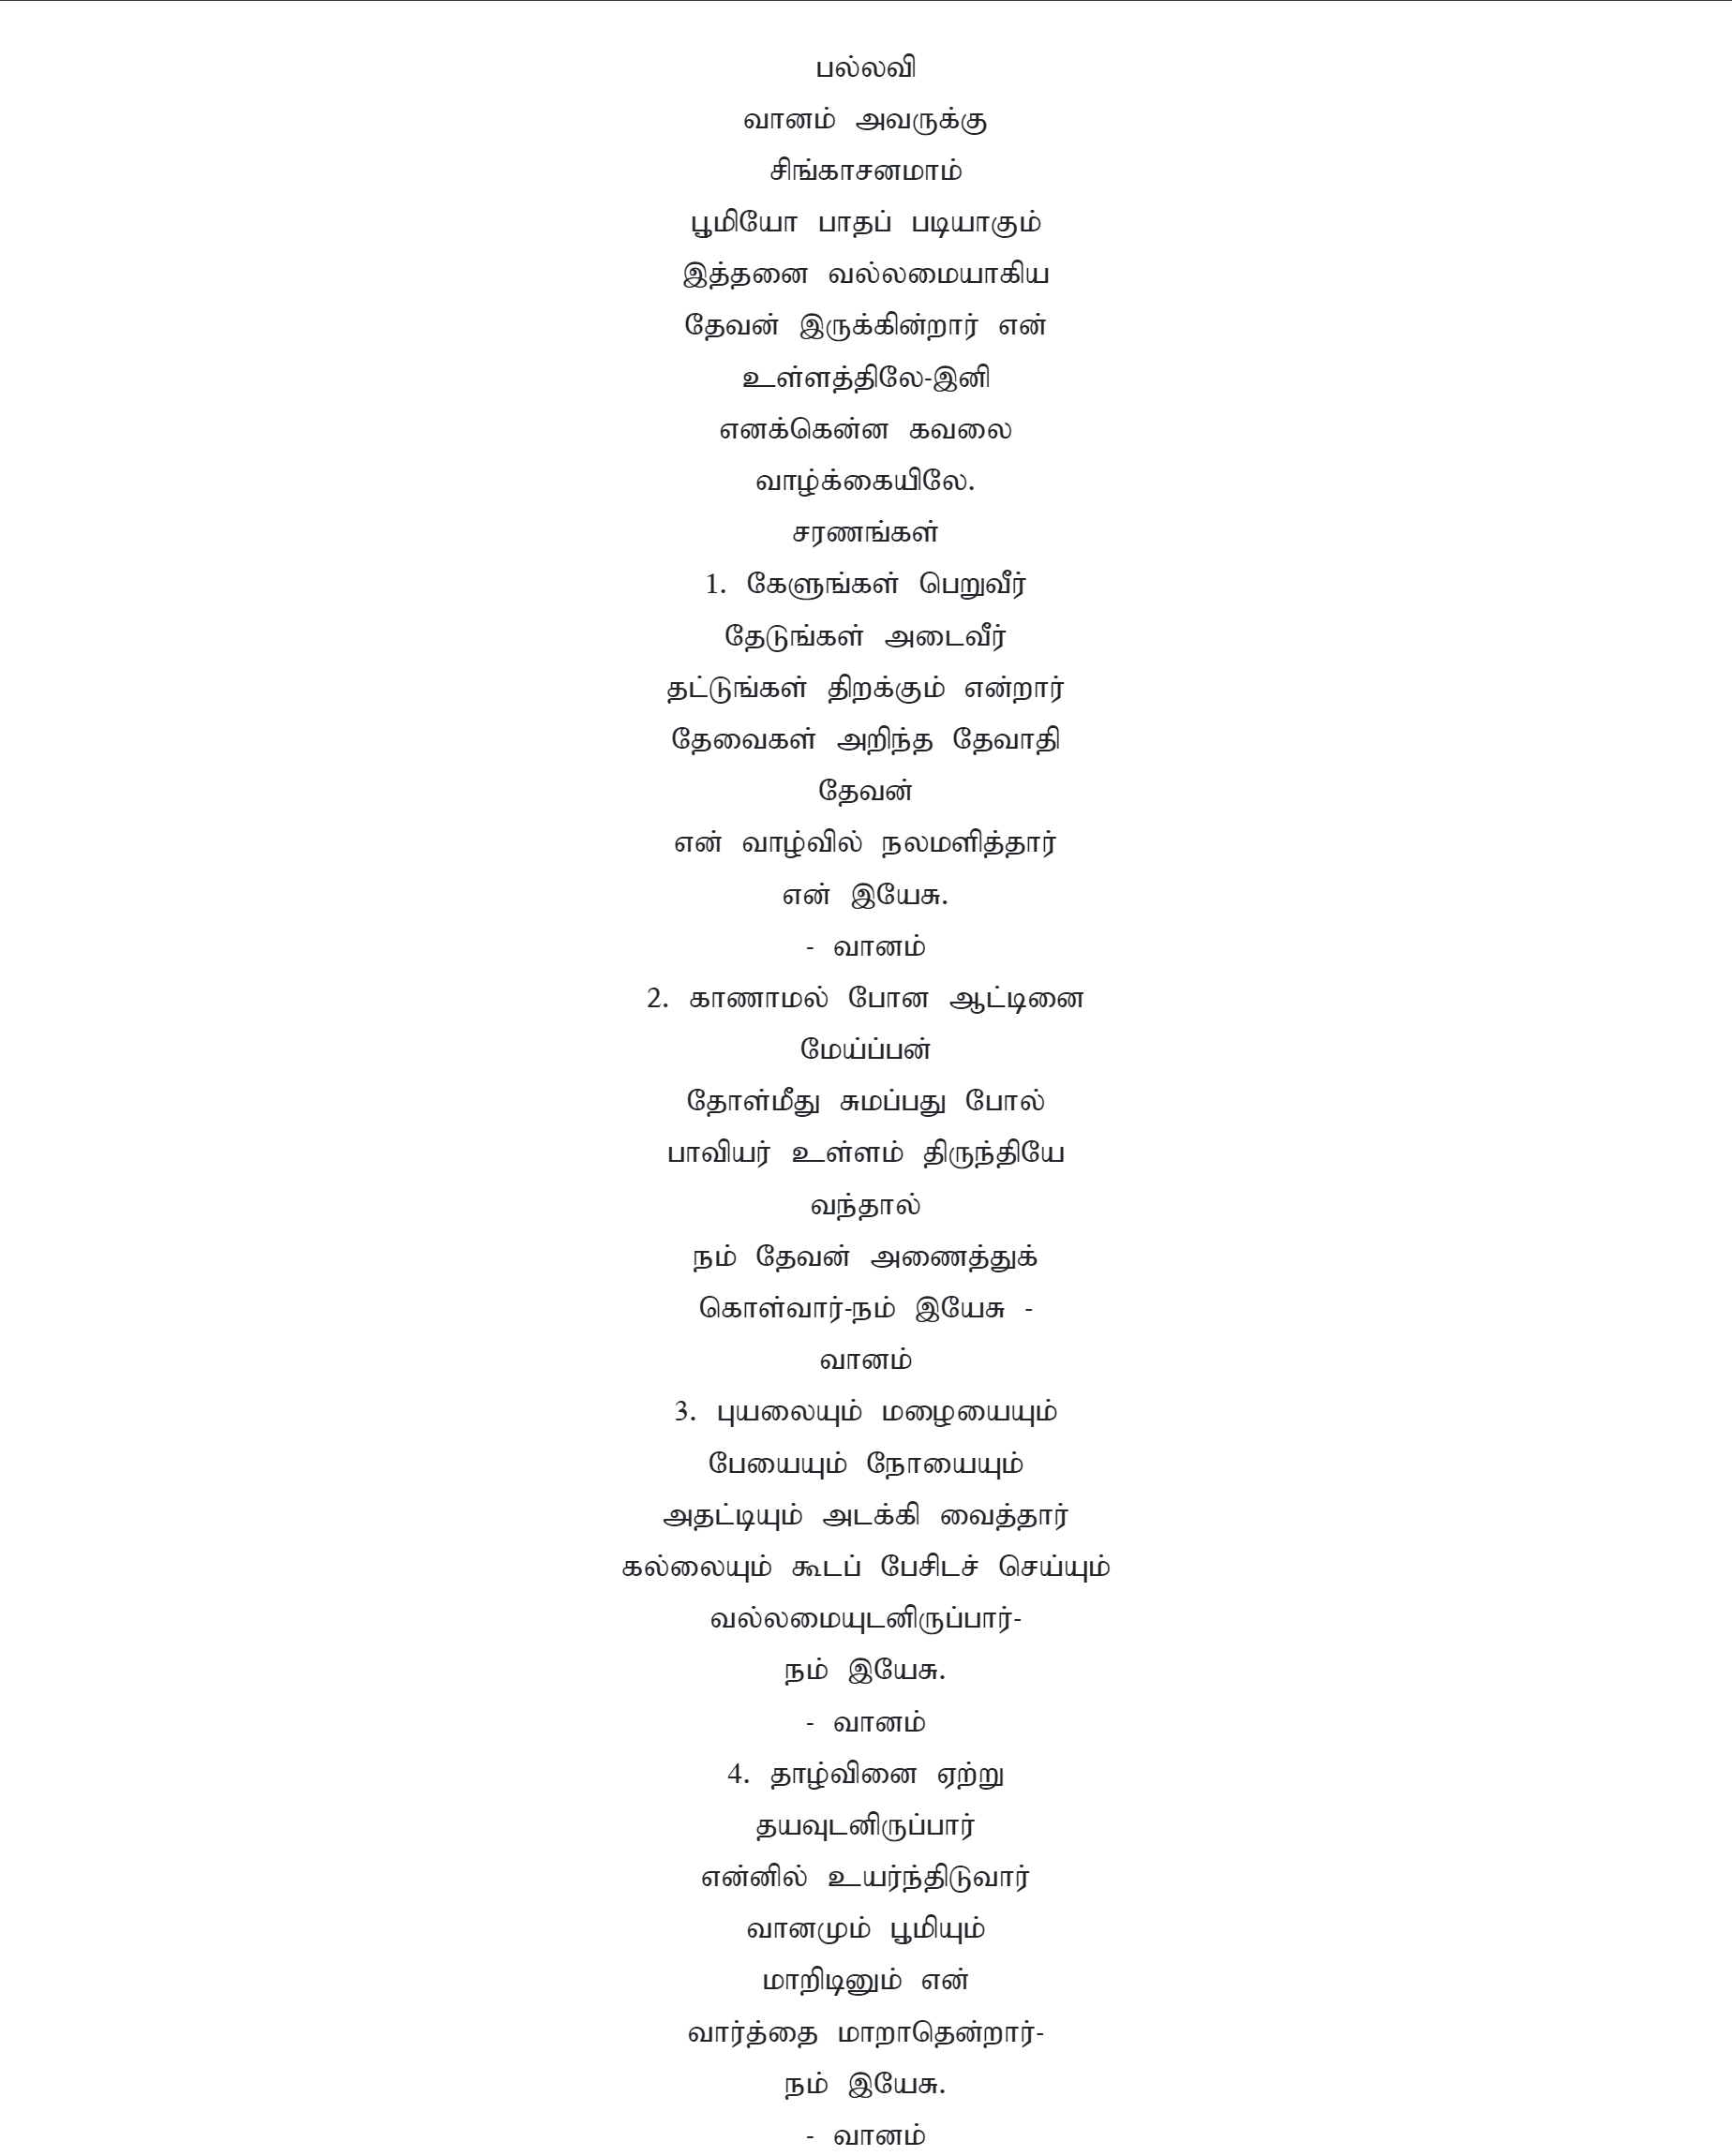 பல்லவி
வானம் அவருக்கு
சிங்காசனமாம்
பூமியோ பாதப் படியாகும்
இத்தனை வல்லமையாகிய
தேவன் இருக்கின்றார் என்
உள்ளத்திலே-இனி
எனக்கென்ன கவலை
வாழ்க்கையிலே.
சரணங்கள்
1. கேளுங்கள் பெறுவீர்
தேடுங்கள் அடைவீர்
தட்டுங்கள் திறக்கும் என்றார்
தேவைகள் அறிந்த தேவாதி
தேவன்
என் வாழ்வில் நலமளித்தார்
என் இயேசு.
- வானம்
2. காணாமல் போன ஆட்டினை
மேய்ப்பன்
தோள்மீது சுமப்பது போல்
பாவியர் உள்ளம் திருந்தியே
வந்தால்
நம் தேவன் அணைத்துக்
கொள்வார்-நம் இயேசு -
வானம்
3. புயலையும் மழையையும்
பேயையும் நோயையும்
அதட்டியும் அடக்கி வைத்தார்
கல்லையும் கூடப் பேசிடச் செய்யும்
வல்லமையுடனிருப்பார்-
நம் இயேசு.
- வானம்
4. தாழ்வினை ஏற்று
தயவுடனிருப்பார்
என்னில் உயர்ந்திடுவார்
வானமும் பூமியும்
மாறிடினும் என்
வார்த்தை மாறாதென்றார்-
நம் இயேசு.
- வானம்